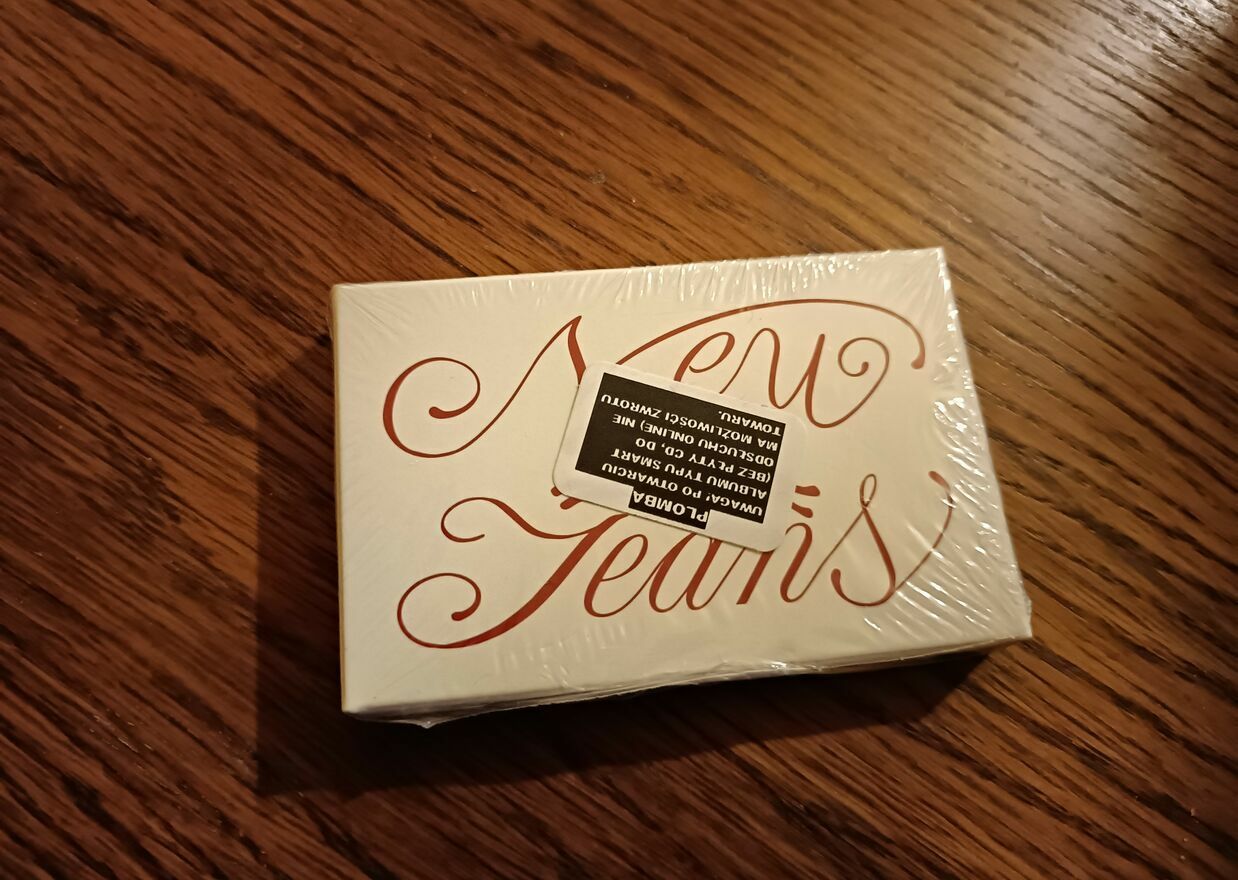 New
Jeans
PLOMBA
UWAGA! PO OTWARCIU
ALBUMU TYPU SMART
(BEZ PŁYTY CD, DO
ODSŁUCHU ONLINE) NIE
MA MOŻLIWOŚCI ZWROTU
TOWARU.